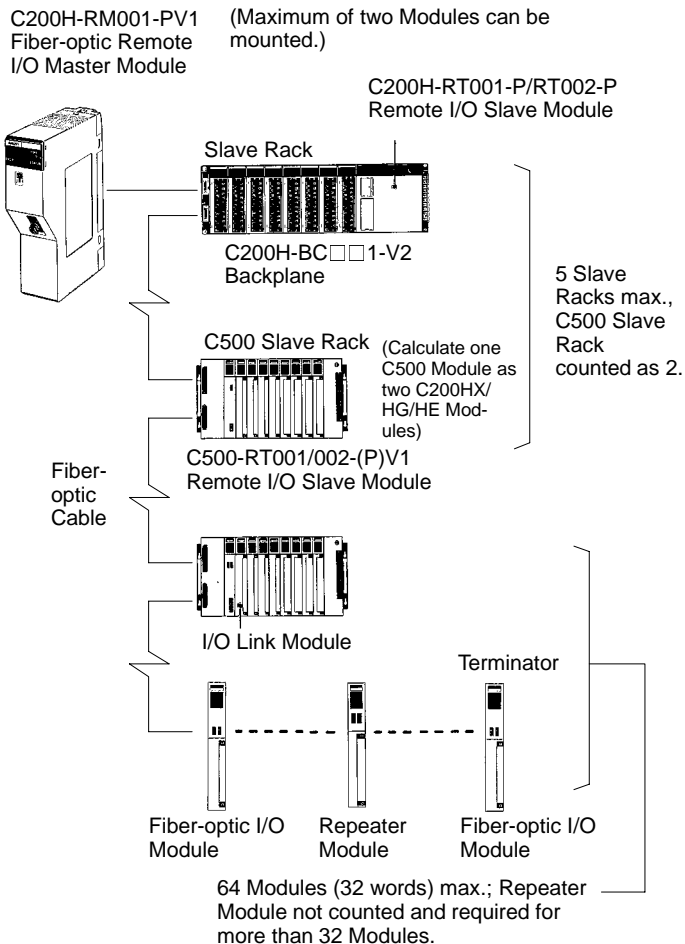 C200H-RM001-PV1
Fiber-optic Remote
I/O Master Module
(Maximum of two Modules can be
mounted.)
C200H-RT001-P/RT002-P
Remote I/O Slave Module
Slave Rack
C200H-BC□□1-V2
Backplane
5 Slave
Racks max.,
C500 Slave
Rack
counted as 2.
C500 Slave Rack
(Calculate one
C500 Module as
two C200HX/
HG/HE Mod-
ules)
C500-RT001/002-(P)V1
Remote I/O Slave Module
Fiber-
optic
Cable
I/O Link Module
Terminator
Fiber-optic I/O
Module
Repeater
Module
Fiber-optic I/O
Module
64 Modules (32 words) max.; Repeater
Module not counted and required for
more than 32 Modules.